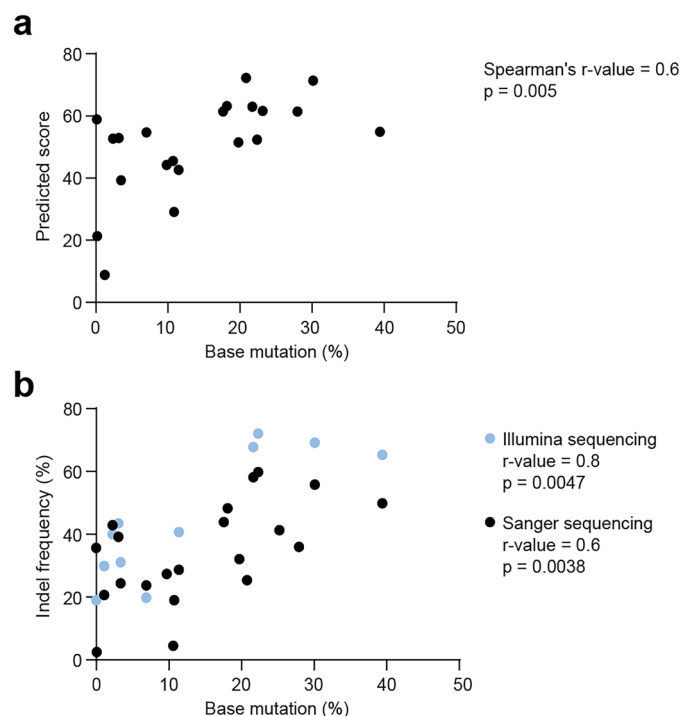 a
80
60
40
20
0
Predicted score
0 10 20 30 40 50
Base mutation (%)
Spearman's r-value = 0.6
p = 0.005
b
80
60
40
20
0
Indel frequency (%)
0 10 20 30 40 50
Base mutation (%)
Illumina sequencing
r-value = 0.8
p = 0.0047
Sanger sequencing
r-value = 0.6
p = 0.0038